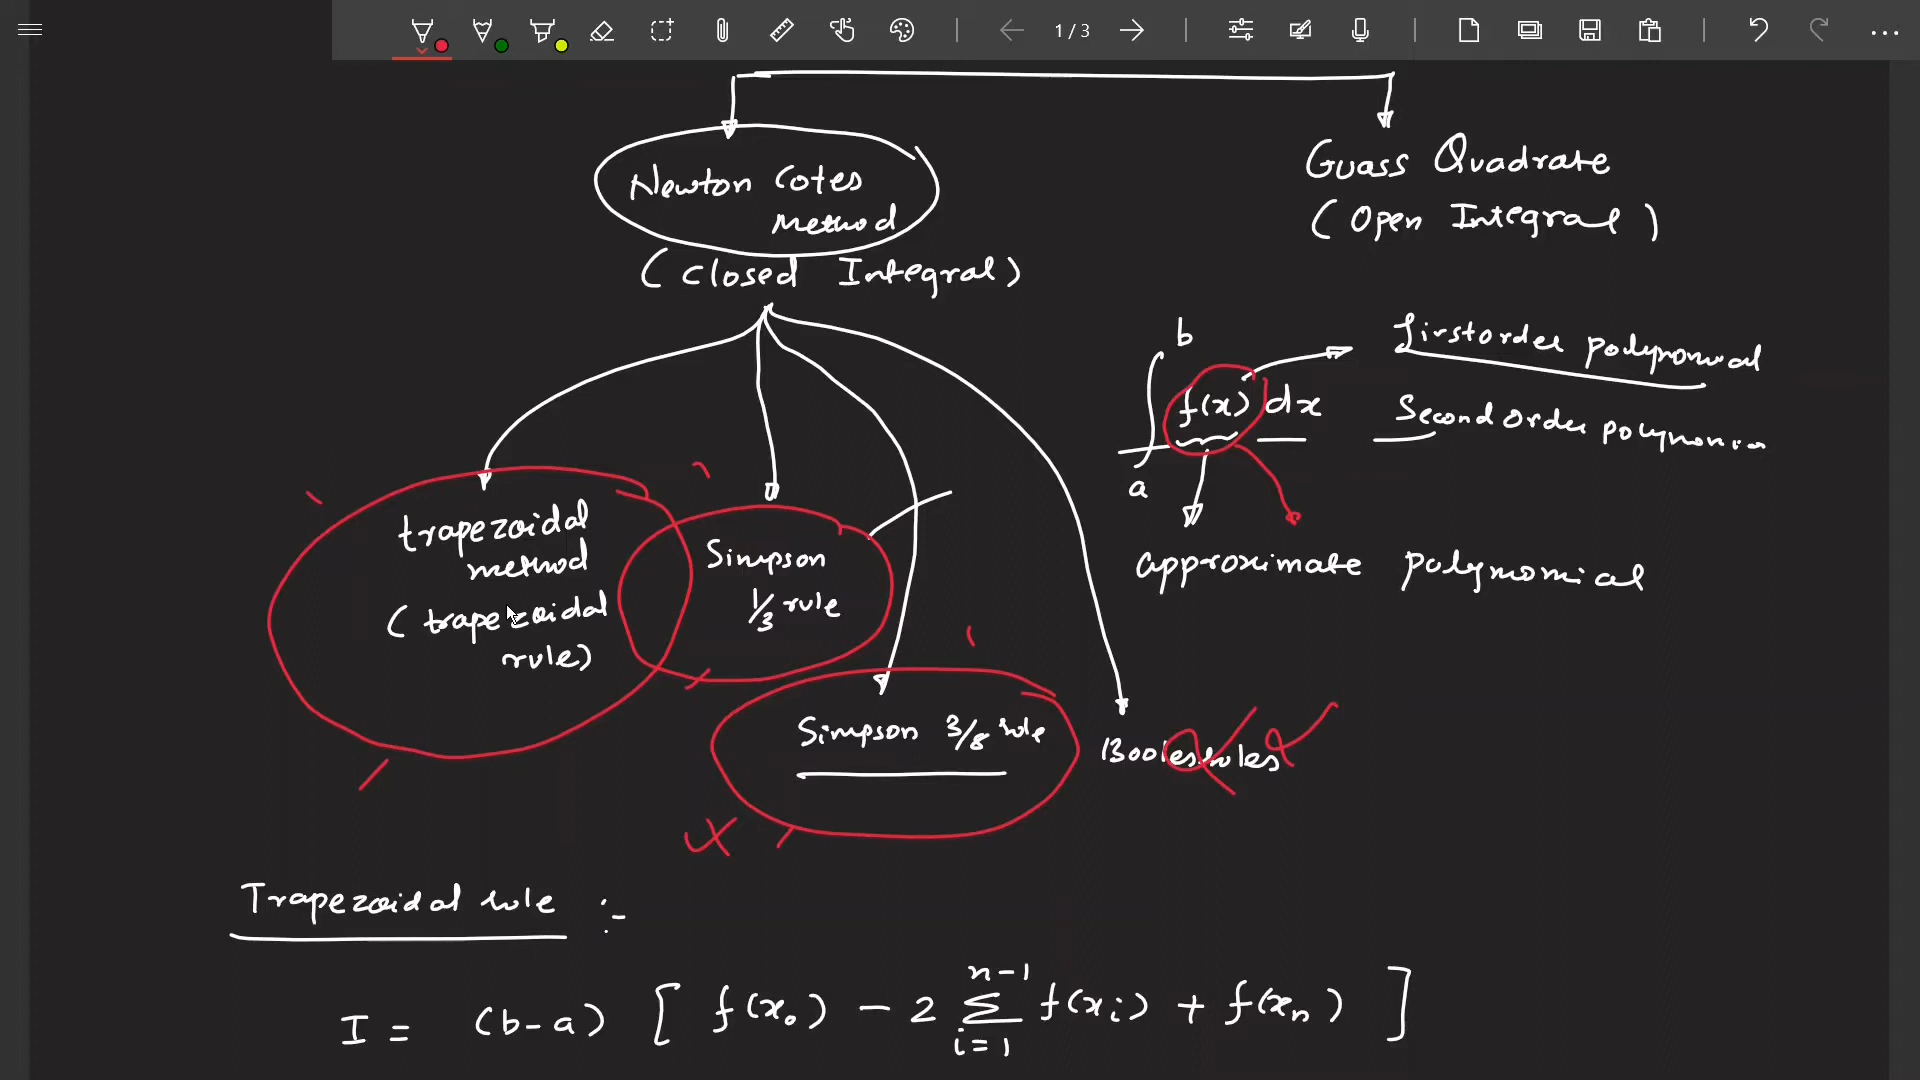 1 / 3
Newton Cotes
Method
(Closed Integral)
Guass Quadrate
(Open Integral)
b
∫ f(x) dx
a
firstorder polynomial
Second Order polynomia
approximate polynomial
trapezoidal
method
(trapezoidal
rule)
Simpson
1/3 rule
Simpson 3/8 rule
Booles rules
Trapezoidal rule :-
n-1
I = (b-a) [ f(x₀) - 2 Σ f(xᵢ) + f(xₙ) ]
i=1